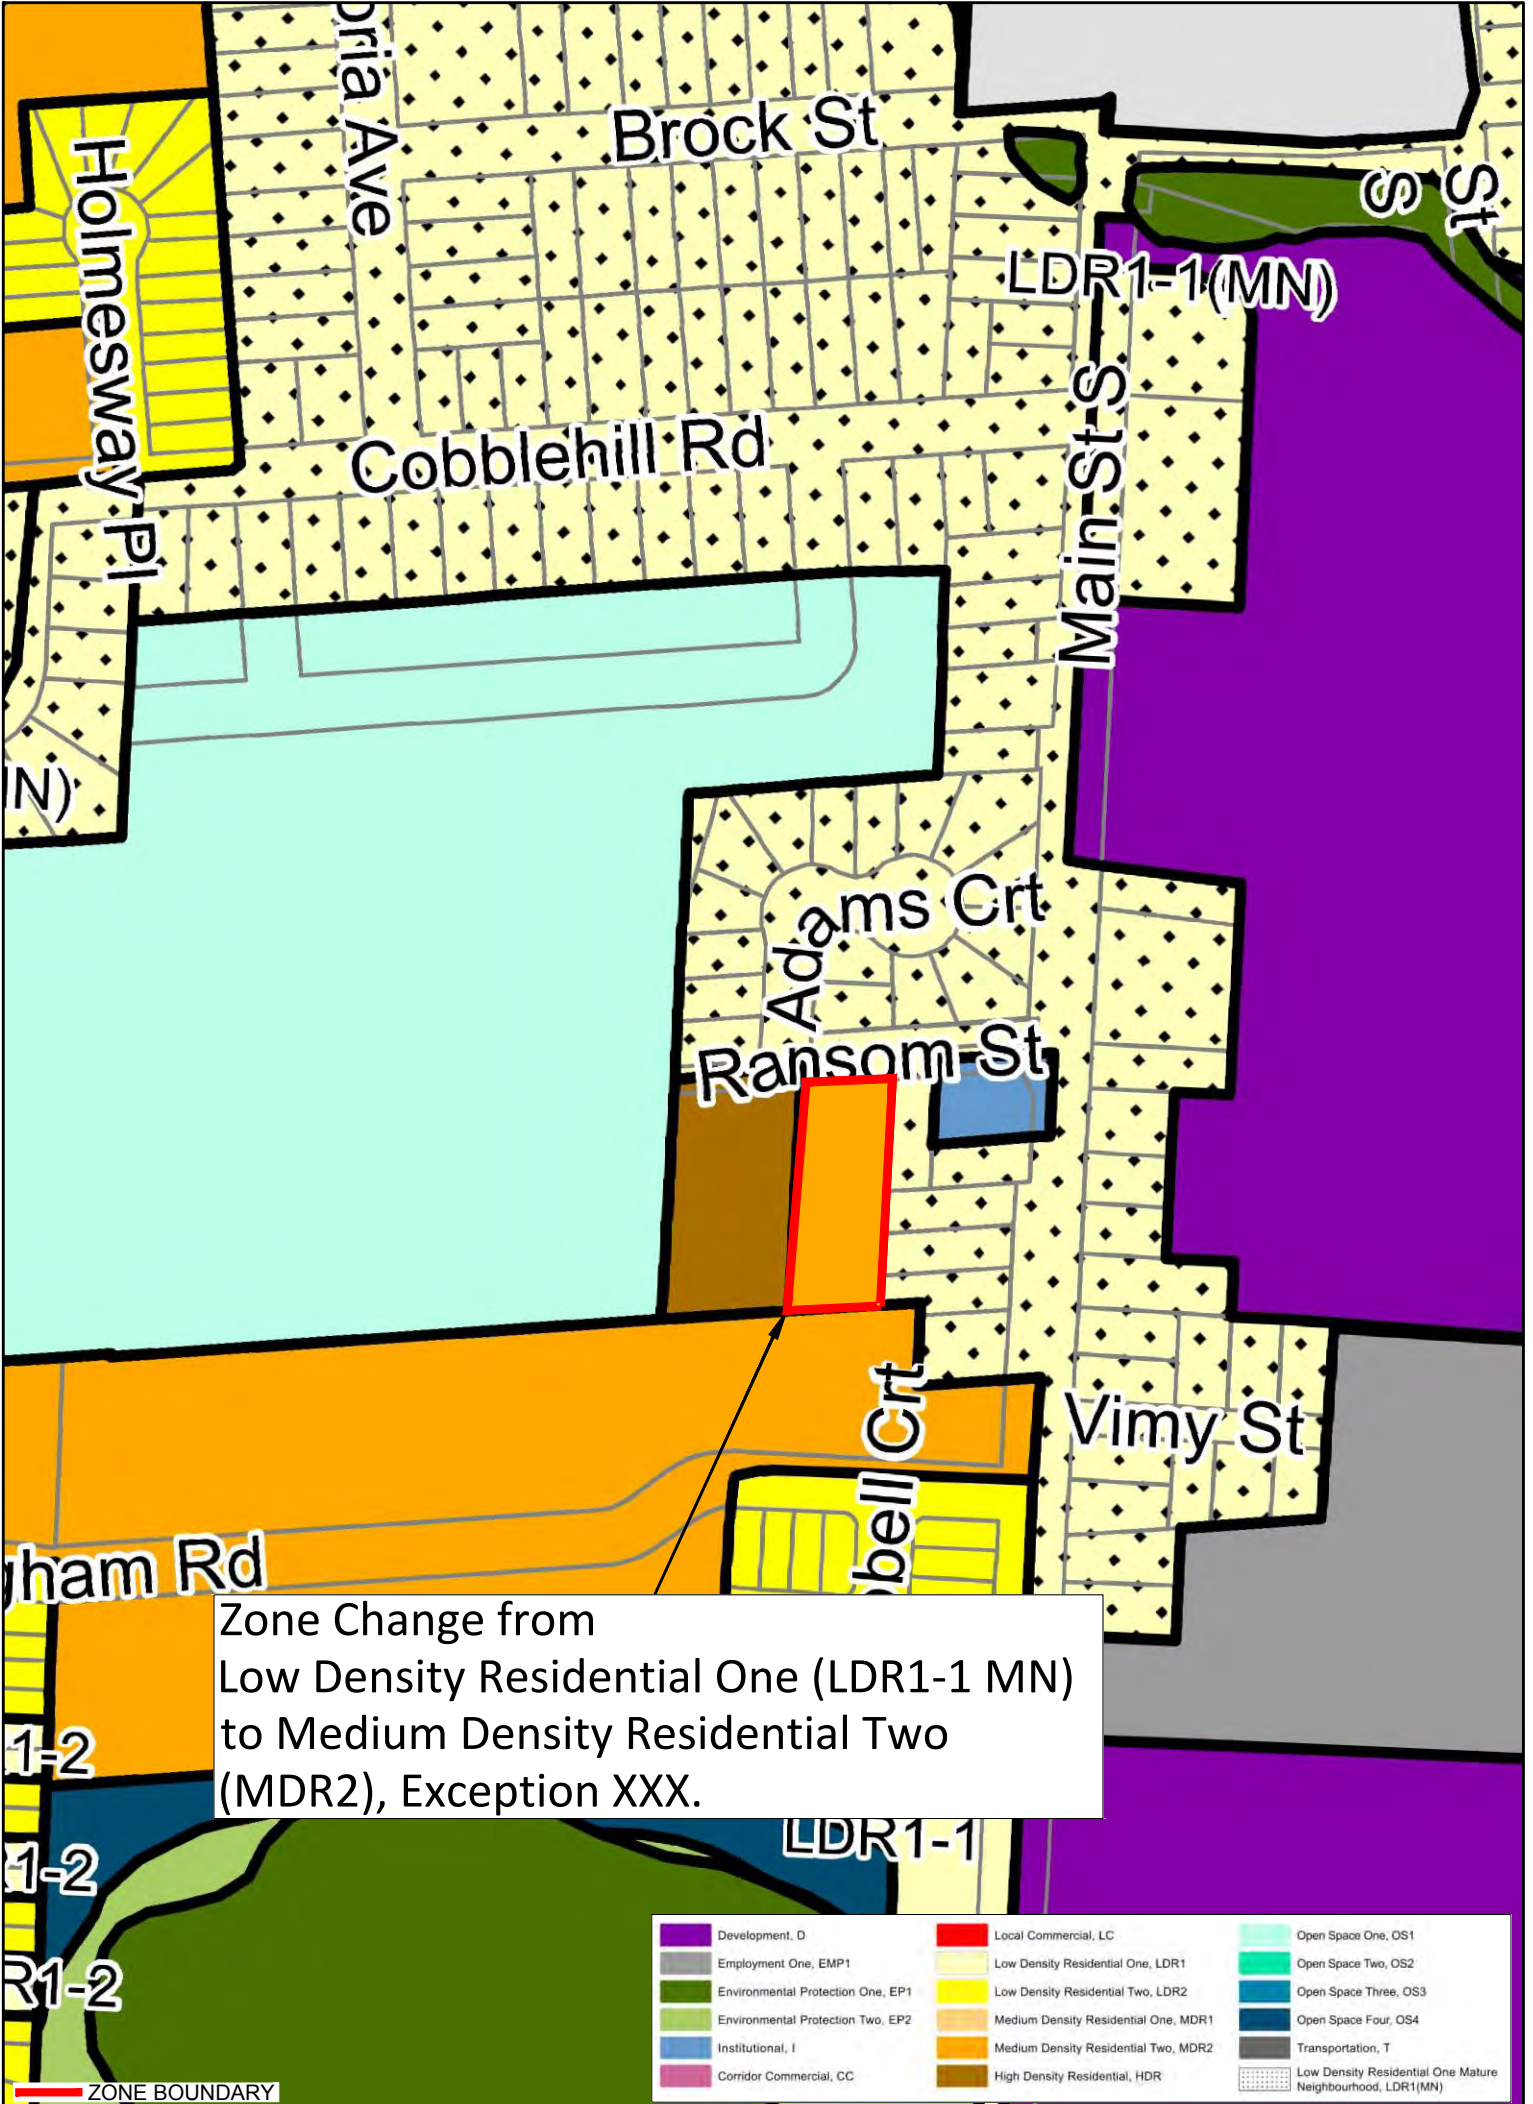 oria Ave
Brock St
Holmesway Pl
S St
LDR1-1(MN)
Cobblehill Rd
Main St S
IN)
Adams Crt
Ransom St
Vimy St
bell Crt
gham Rd
Zone Change from
Low Density Residential One (LDR1-1 MN)
to Medium Density Residential Two
(MDR2), Exception XXX.
1-2
LDR1-1
1-2
R1-2
Development, D
Employment One, EMP1
Environmental Protection One, EP1
Environmental Protection Two, EP2
Institutional, I
Corridor Commercial, CC
Local Commercial, LC
Low Density Residential One, LDR1
Low Density Residential Two, LDR2
Medium Density Residential One, MDR1
Medium Density Residential Two, MDR2
High Density Residential, HDR
Open Space One, OS1
Open Space Two, OS2
Open Space Three, OS3
Open Space Four, OS4
Transportation, T
Low Density Residential One Mature
Neighbourhood, LDR1(MN)
ZONE BOUNDARY